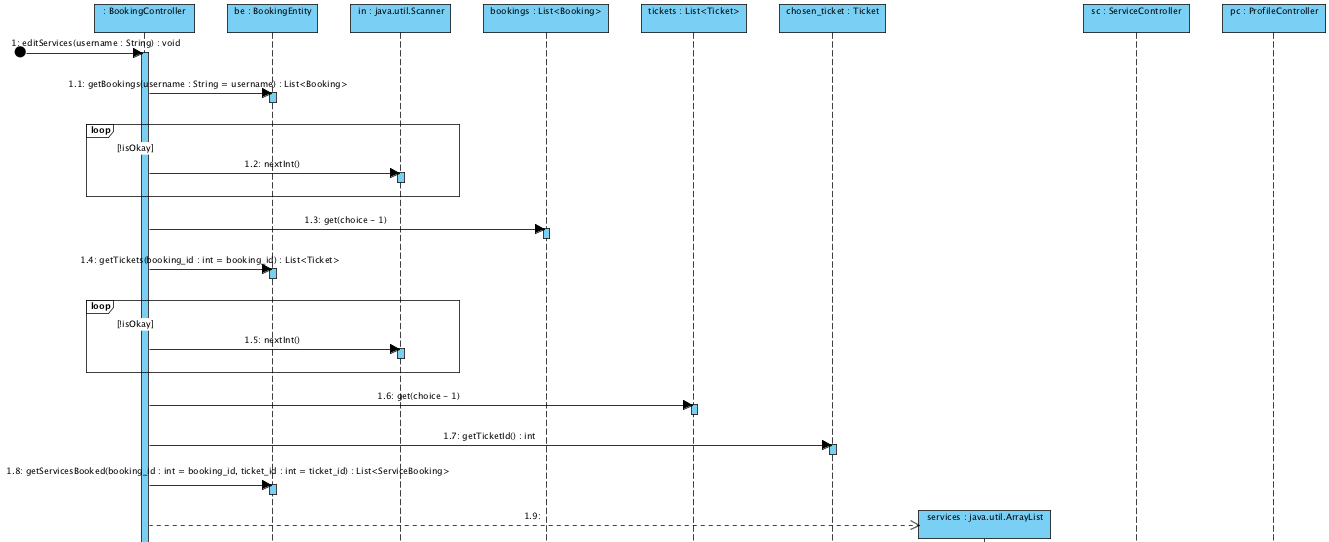 : BookingController
be : BookingEntity
in : java.util.Scanner
bookings : List<Booking>
tickets : List<Ticket>
chosen_ticket : Ticket
sc : ServiceController
pc : ProfileController
1: editServices(username : String) : void
1.1: getBookings(username : String = username) : List<Booking>
loop
[!isOkay]
1.2: nextInt()
1.3: get(choice - 1)
1.4: getTickets(booking_id : int = booking_id) : List<Ticket>
loop
[!isOkay]
1.5: nextInt()
1.6: get(choice - 1)
1.7: getTicketId() : int
1.8: getServicesBooked(booking_id : int = booking_id, ticket_id : int = ticket_id) : List<ServiceBooking>
1.9:
services : java.util.ArrayList